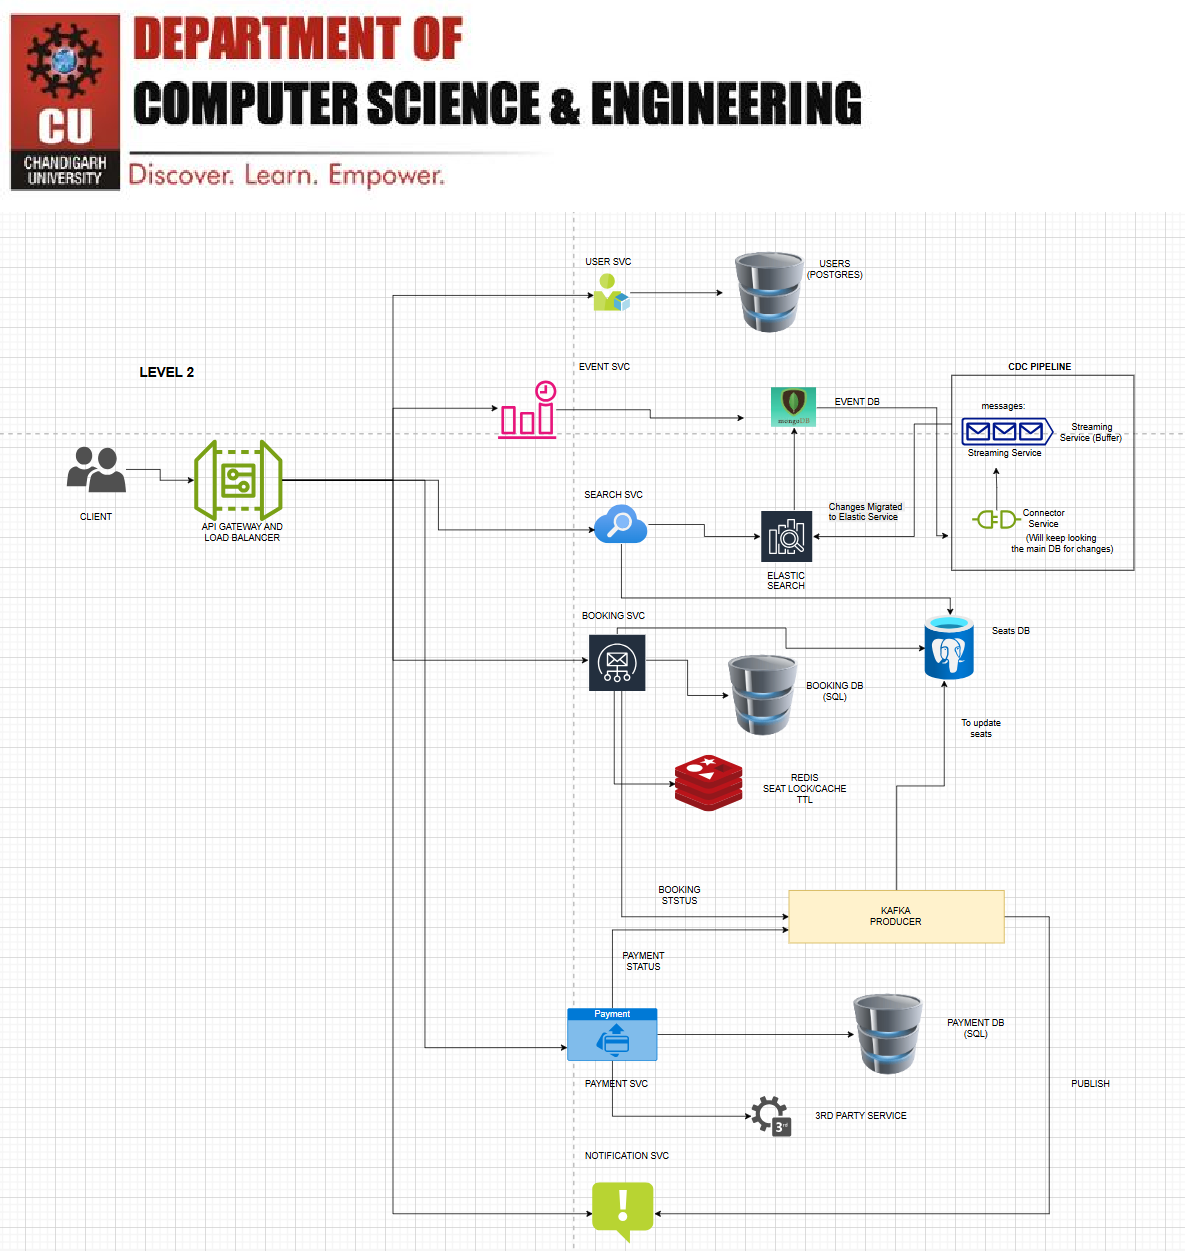 DEPARTMENT OF
COMPUTER SCIENCE & ENGINEERING
CU
CHANDIGARH
UNIVERSITY
Discover. Learn. Empower.
USER SVC
USERS
(POSTGRES)
LEVEL 2
EVENT SVC
CDC PIPELINE
mongoDB
EVENT DB
messages:
Streaming
Service (Buffer)
Streaming Service
CLIENT
API GATEWAY AND
LOAD BALANCER
SEARCH SVC
Changes Migrated
to Elastic Service
Connector
Service
(Will keep looking
the main DB for changes)
ELASTIC
SEARCH
BOOKING SVC
Seats DB
BOOKING DB
(SQL)
To update
seats
REDIS
SEAT LOCK/CACHE
TTL
BOOKING
STSTUS
KAFKA
PRODUCER
PAYMENT
STATUS
Payment
PAYMENT DB
(SQL)
PAYMENT SVC
PUBLISH
3rd
3RD PARTY SERVICE
NOTIFICATION SVC
!